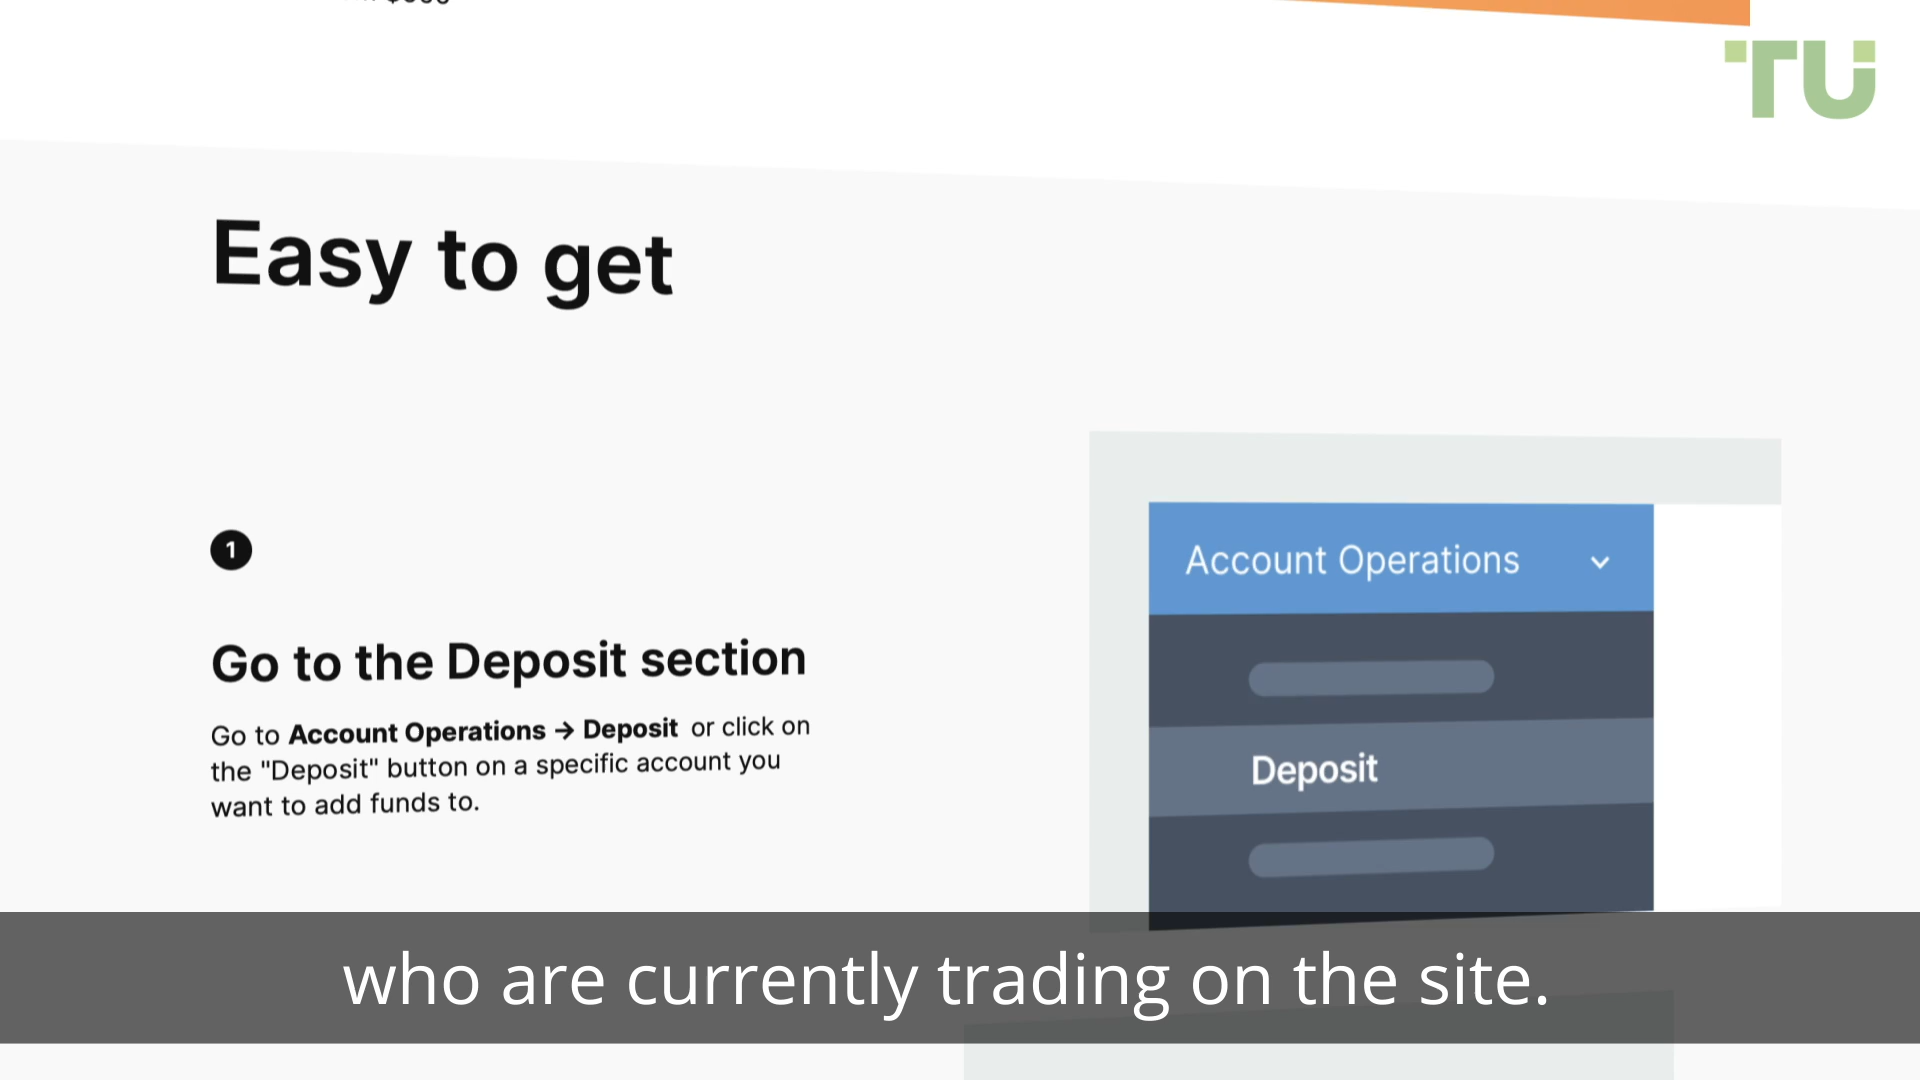 TU
Easy to get
1
Go to the Deposit section
Go to Account Operations → Deposit or click on
the "Deposit" button on a specific account you
want to add funds to.
Account Operations
Deposit
who are currently trading on the site.